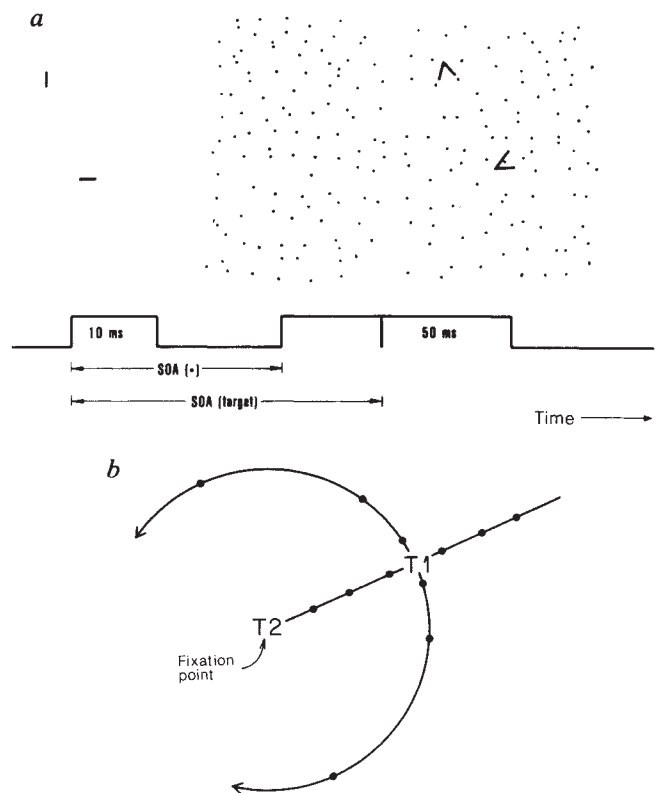 a
10 ms
50 ms
SOA (•)
SOA (target)
Time
b
T1
T2
Fixation
point